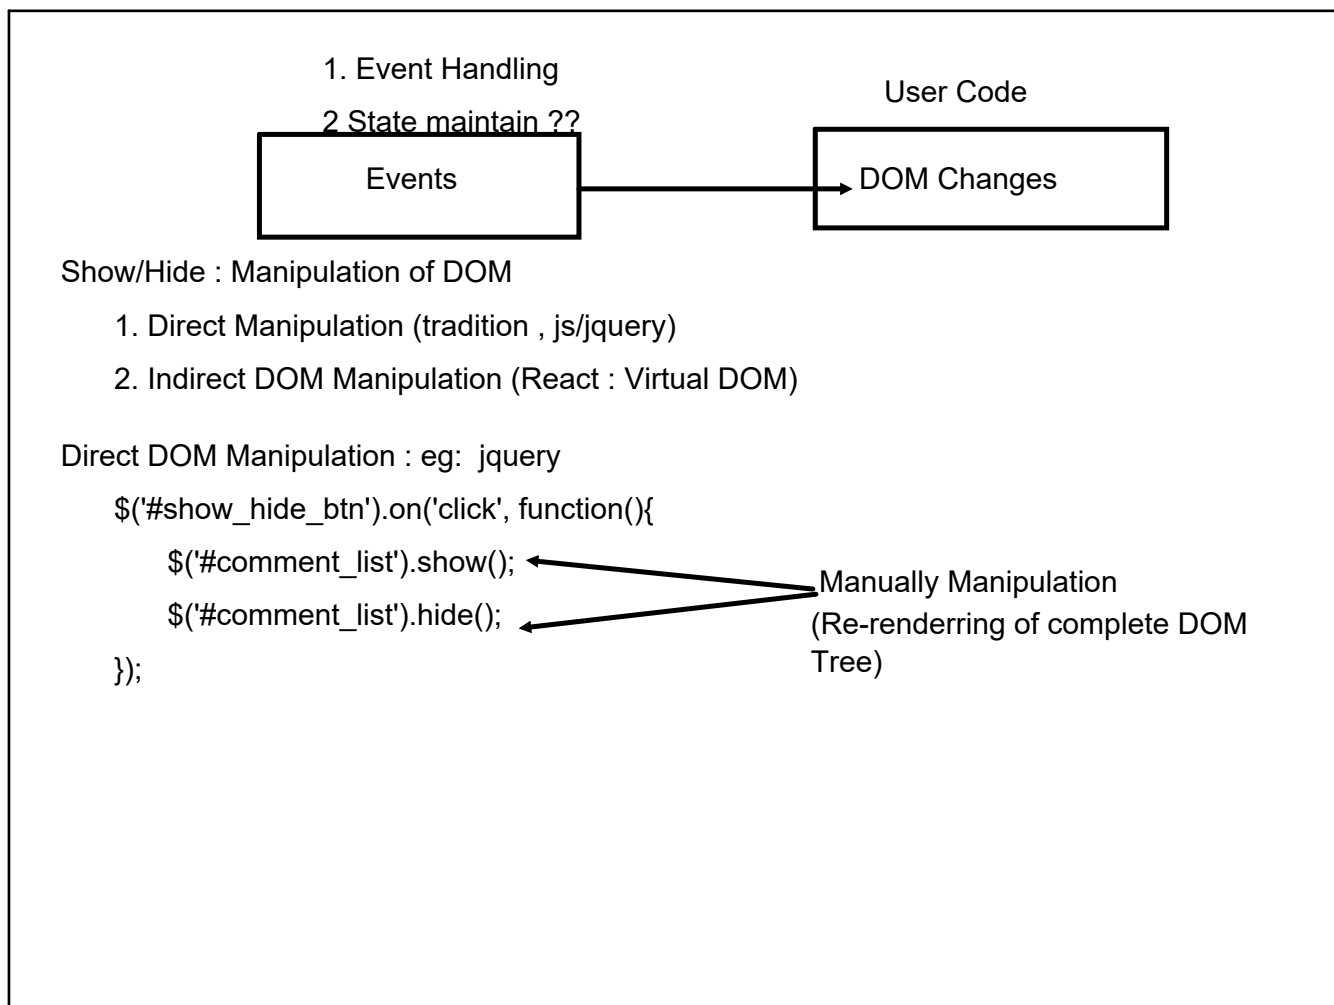 1. Event Handling
2 State maintain ??
User Code
Events
DOM Changes
Show/Hide : Manipulation of DOM
1. Direct Manipulation (tradition , js/jquery)
2. Indirect DOM Manipulation (React : Virtual DOM)
Direct DOM Manipulation : eg:  jquery
$('#show_hide_btn').on('click', function(){
$('#comment_list').show();
$('#comment_list').hide();
});
Manually Manipulation
(Re-renderring of complete DOM
Tree)